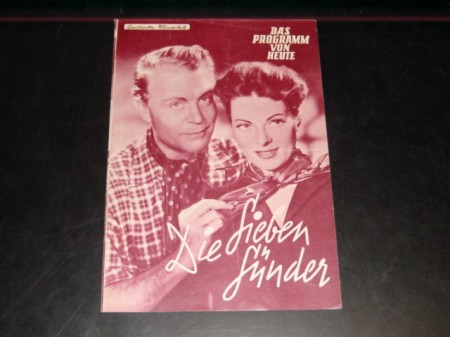 DAS
PROGRAMM
VON
HEUTE
Die Sieben
Sünder